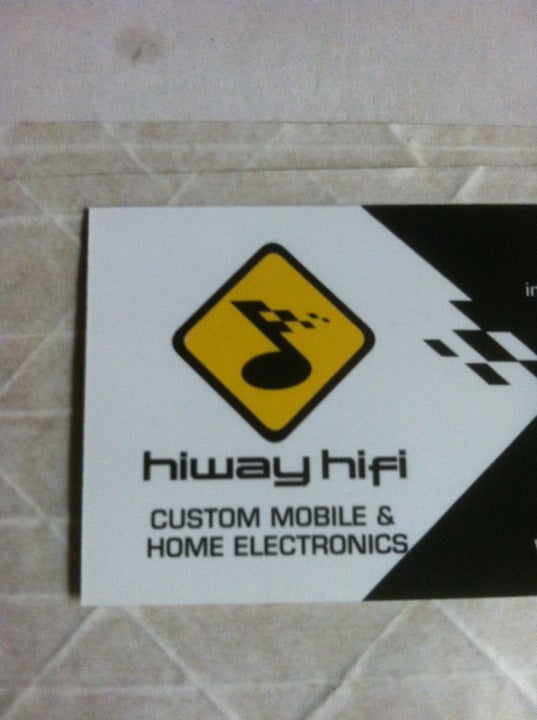 hiway hifi
CUSTOM MOBILE &
HOME ELECTRONICS